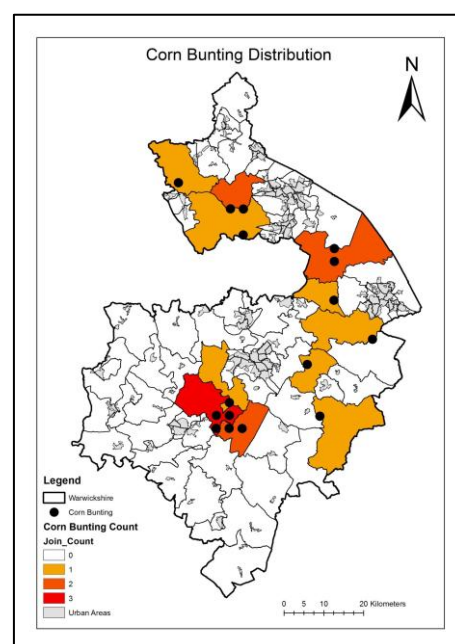 Corn Bunting Distribution
N
Legend
Warwickshire
Corn Bunting
Corn Bunting Count
Join_Count
0
1
2
3
Urban Areas
0 5 10 20 Kilometers